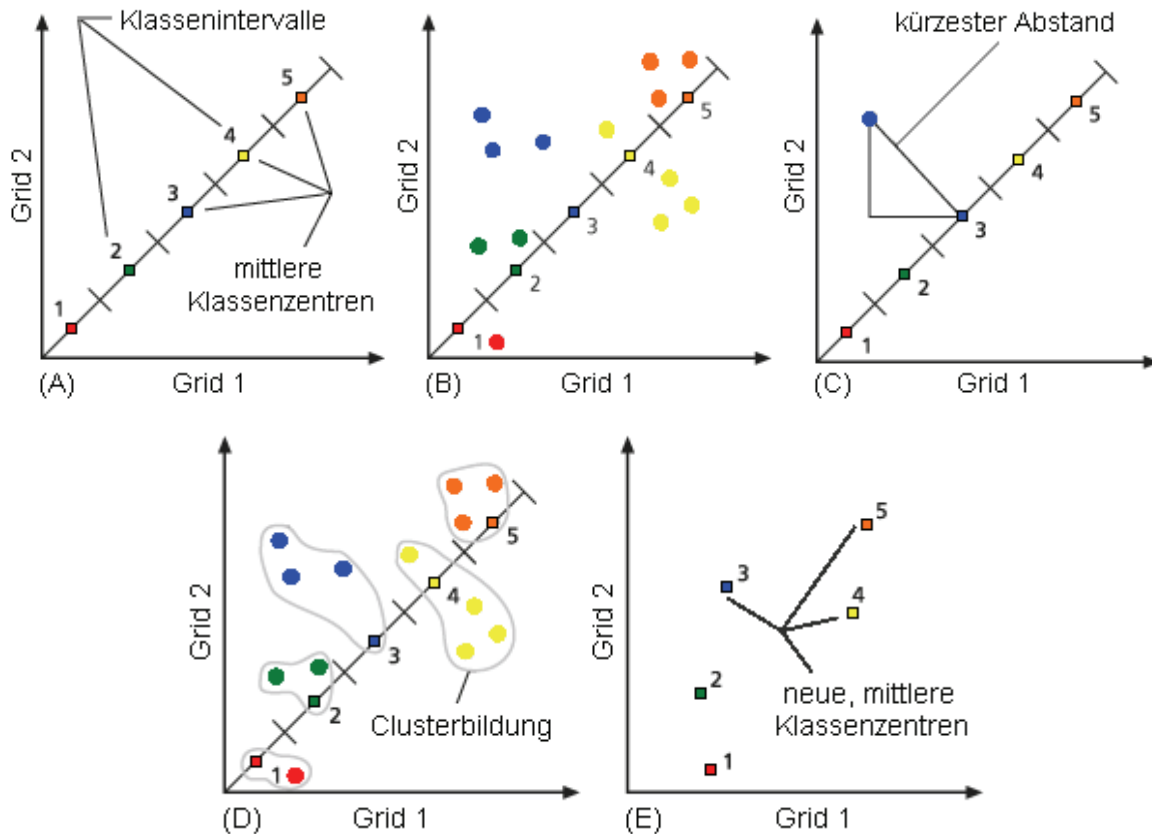 Klassenintervalle
5
4
3
2
1
mittlere
Klassenzentren
Grid 2
Grid 1
(A)
5
4
3
2
1
Grid 2
Grid 1
(B)
kürzester Abstand
5
4
3
2
1
Grid 2
Grid 1
(C)
5
4
3
2
1
Clusterbildung
Grid 2
Grid 1
(D)
5
4
3
2
1
neue, mittlere
Klassenzentren
Grid 2
Grid 1
(E)